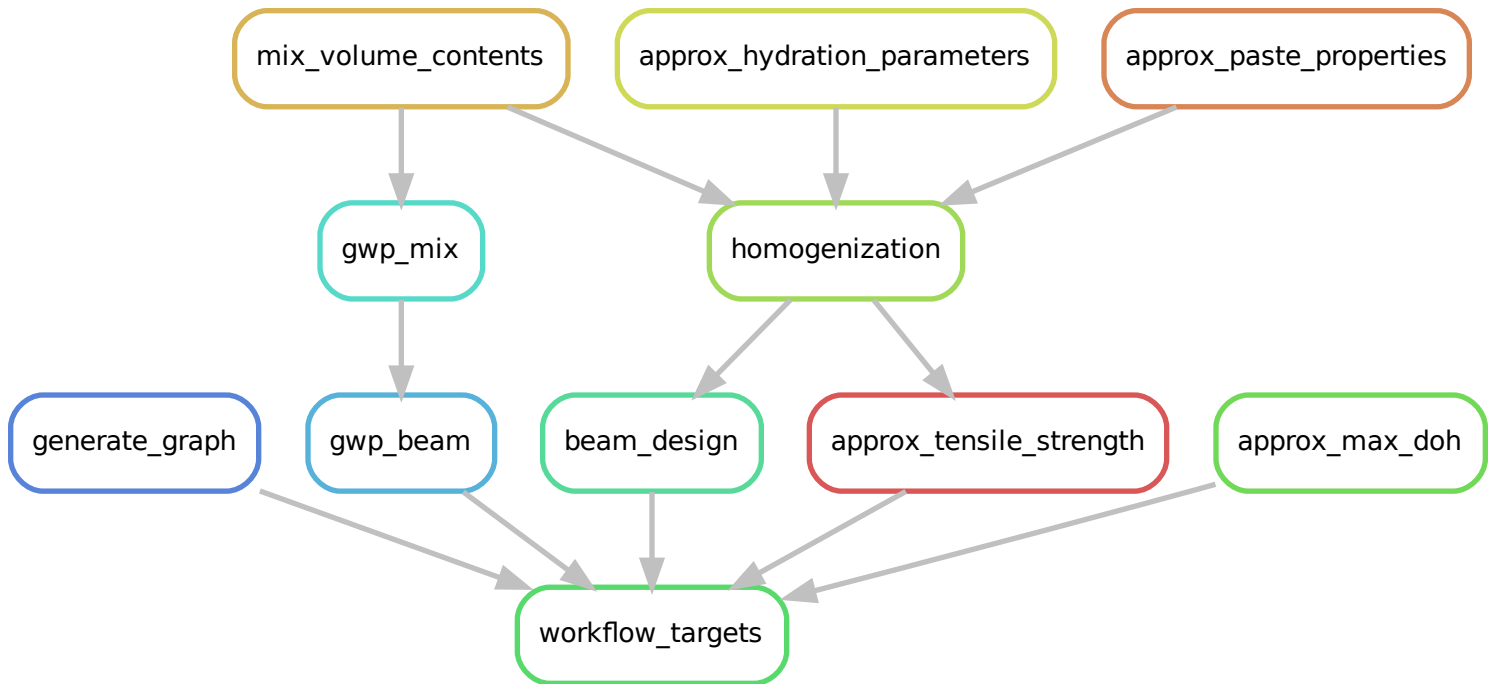 mix_volume_contents
approx_hydration_parameters
approx_paste_properties
gwp_mix
homogenization
generate_graph
gwp_beam
beam_design
approx_tensile_strength
approx_max_doh
workflow_targets